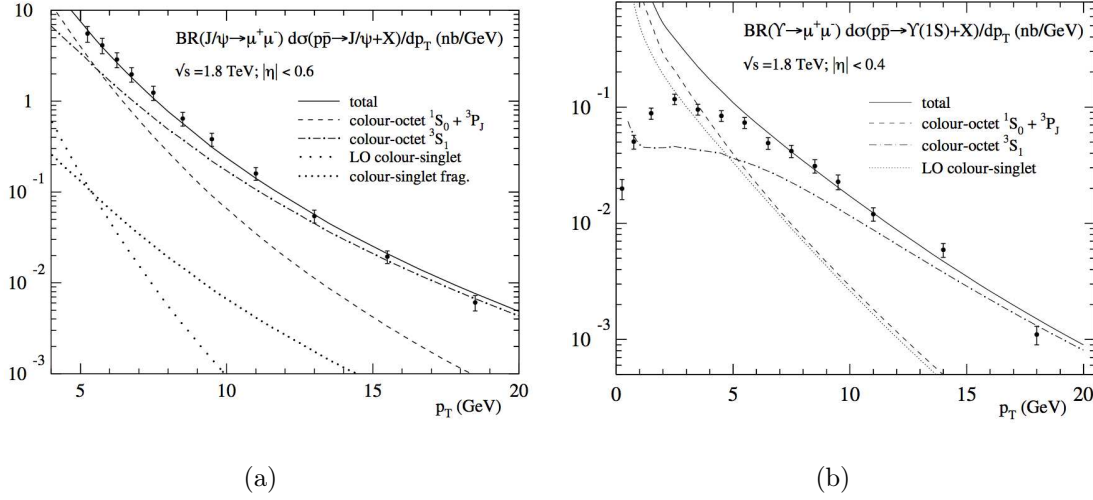 BR(J/ψ→μ⁺μ⁻) dσ(pp̄→J/ψ+X)/dp_T (nb/GeV)
√s =1.8 TeV; |η| < 0.6
total
colour-octet ¹S₀ + ³P_J
colour-octet ³S₁
LO colour-singlet
colour-singlet frag.
10
1
10⁻¹
10⁻²
10⁻³
5 10 15 20
p_T (GeV)
(a)
BR(ϒ→μ⁺μ⁻) dσ(pp̄→ϒ(1S)+X)/dp_T (nb/GeV)
√s =1.8 TeV; |η| < 0.4
total
colour-octet ¹S₀ + ³P_J
colour-octet ³S₁
LO colour-singlet
10⁻¹
10⁻²
10⁻³
0 5 10 15 20
p_T (GeV)
(b)